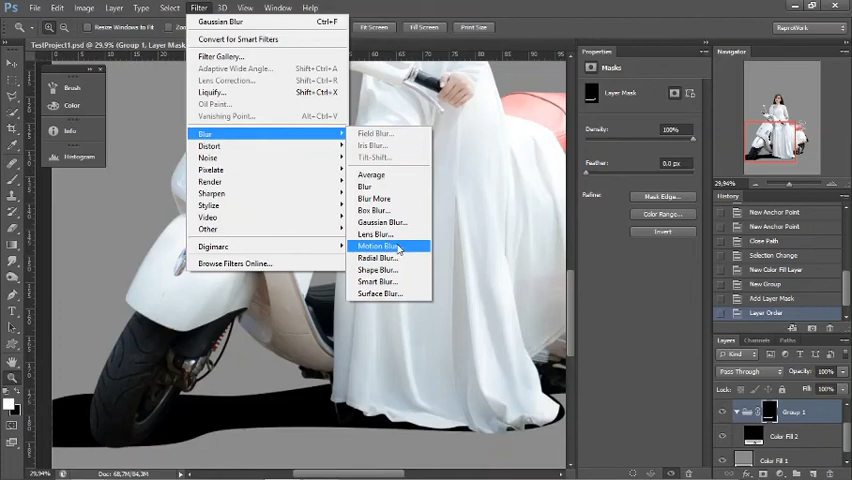 Ps File Edit Image Layer Type Select Filter 3D View Window Help
Resize Windows to Fit
Fit Screen Fill Screen Print Size
ReprotWork
TestProject1.psd @ 29.9% (Group 1, Layer Mask
Gaussian Blur Ctrl+F
Convert for Smart Filters
Filter Gallery...
Adaptive Wide Angle... Shift+Ctrl+A
Lens Correction... Shift+Ctrl+R
Liquify... Shift+Ctrl+X
Oil Paint...
Vanishing Point... Alt+Ctrl+V
Blur
Distort
Noise
Pixelate
Render
Sharpen
Stylize
Video
Other
Digimarc
Browse Filters Online...
Field Blur...
Iris Blur...
Tilt-Shift...
Average
Blur
Blur More
Box Blur...
Gaussian Blur...
Lens Blur...
Motion Blur...
Radial Blur...
Shape Blur...
Smart Blur...
Surface Blur...
Brush
Color
Info
Histogram
Properties
Masks
Layer Mask
Density: 100%
Feather: 0.0 px
Refine: Mask Edge...
Color Range...
Invert
Navigator
29,94%
History
New Anchor Point
New Anchor Point
Close Path
Selection Change
New Color Fill Layer
New Group
Add Layer Mask
Layer Order
Layers Channels Paths
Kind
Pass Through Opacity: 100%
Lock: Fill: 100%
Group 1
Color Fill 2
Color Fill 1
29,94% Doc: 68,7M/84,3M